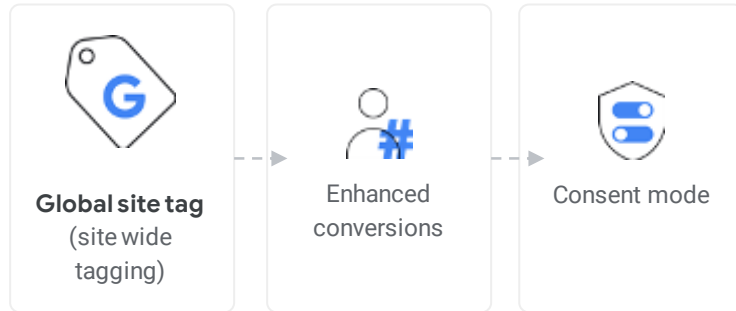 G
#
Global site tag
(site wide
tagging)
Enhanced
conversions
Consent mode